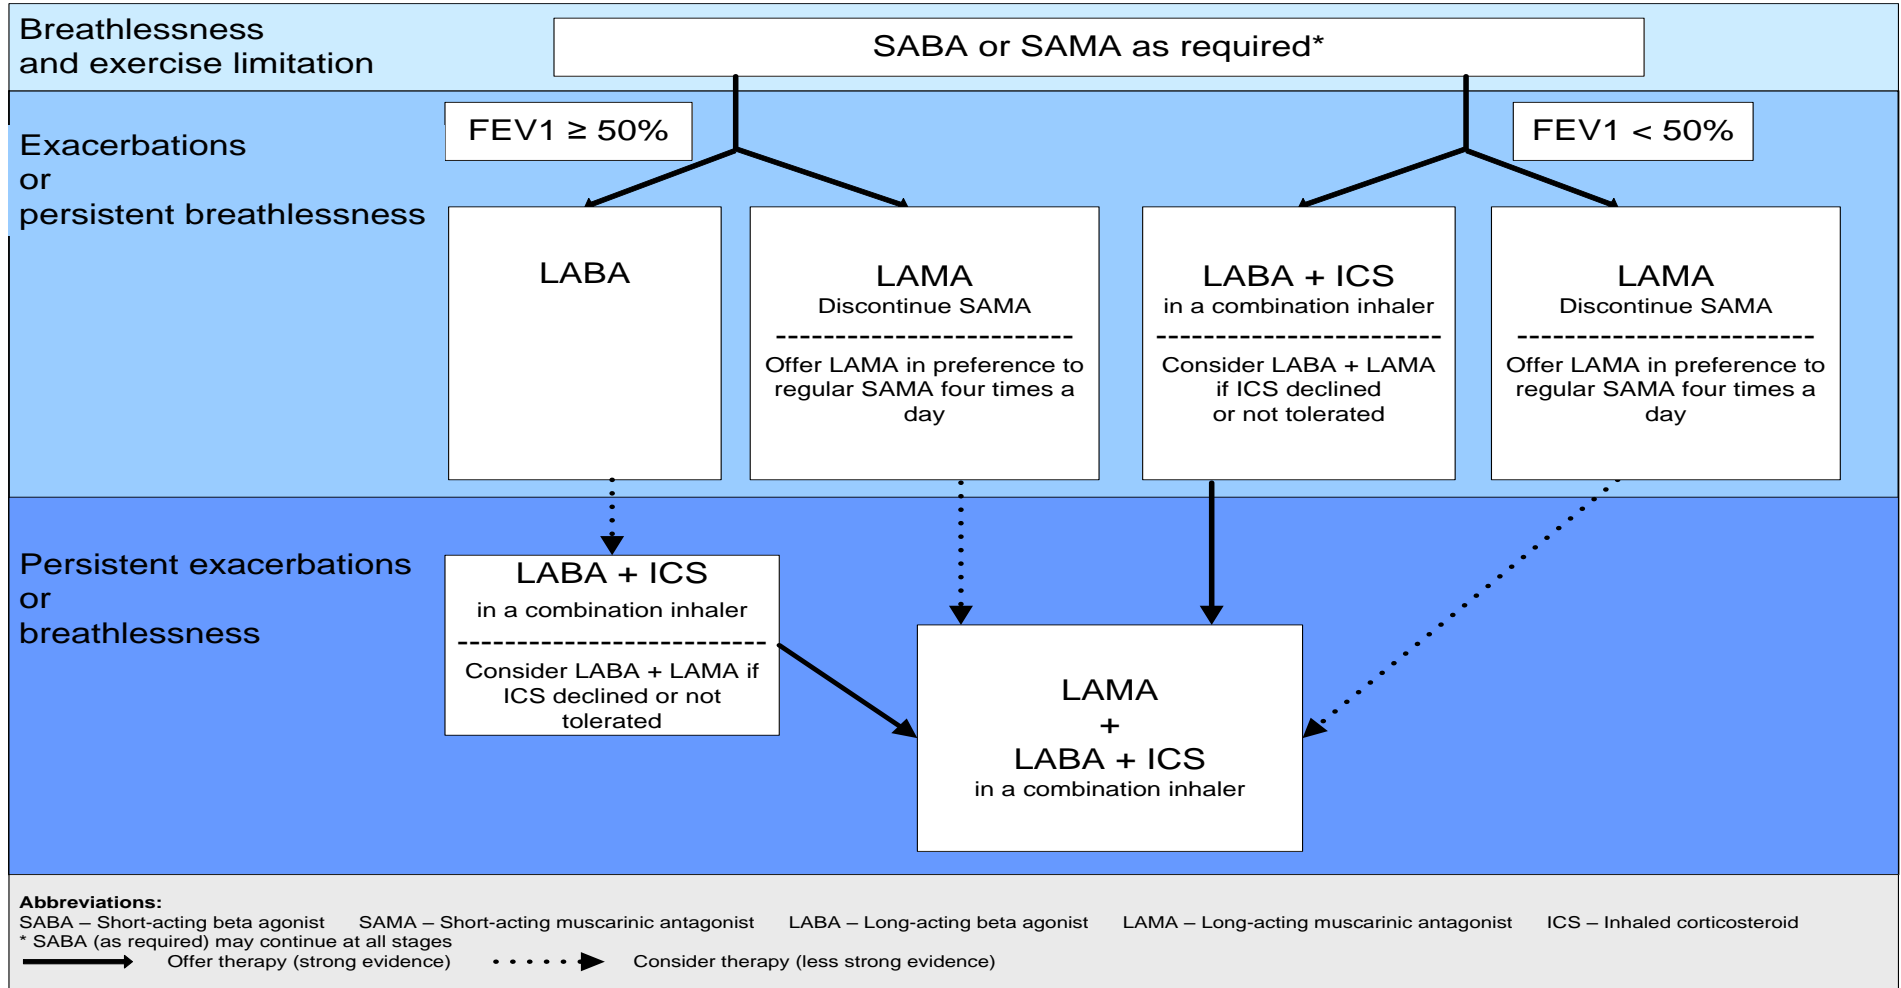 Breathlessness
and exercise limitation
SABA or SAMA as required*
FEV1 ≥ 50%
FEV1 < 50%
Exacerbations
or
persistent breathlessness
LABA
LAMA
Discontinue SAMA
Offer LAMA in preference to
regular SAMA four times a
day
LABA + ICS
in a combination inhaler
Consider LABA + LAMA
if ICS declined
or not tolerated
LAMA
Discontinue SAMA
Offer LAMA in preference to
regular SAMA four times a
day
Persistent exacerbations
or
breathlessness
LABA + ICS
in a combination inhaler
Consider LABA + LAMA if
ICS declined or not
tolerated
LAMA
+
LABA + ICS
in a combination inhaler
Abbreviations:
SABA – Short-acting beta agonist SAMA – Short-acting muscarinic antagonist LABA – Long-acting beta agonist LAMA – Long-acting muscarinic antagonist ICS – Inhaled corticosteroid
* SABA (as required) may continue at all stages
Offer therapy (strong evidence) Consider therapy (less strong evidence)